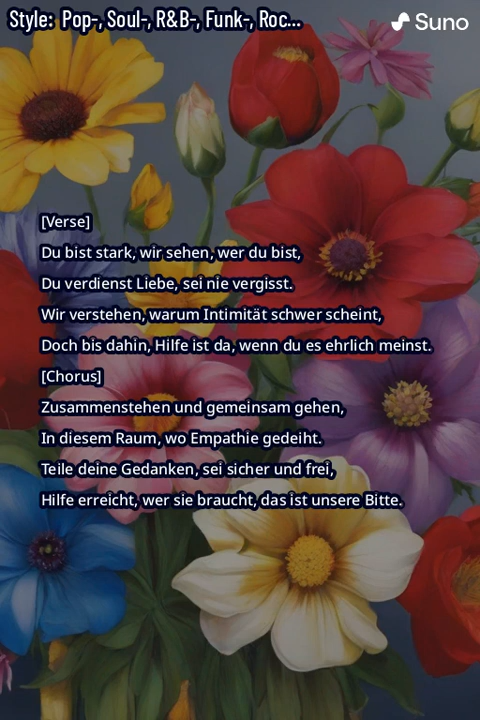 Style: Pop-, Soul-, R&B-, Funk-, Roc...
Suno
[Verse]
Du bist stark, wir sehen, wer du bist,
Du verdienst Liebe, sei nie vergisst.
Wir verstehen, warum Intimität schwer scheint,
Doch bis dahin, Hilfe ist da, wenn du es ehrlich meinst.
[Chorus]
Zusammenstehen und gemeinsam gehen,
In diesem Raum, wo Empathie gedeiht.
Teile deine Gedanken, sei sicher und frei,
Hilfe erreicht, wer sie braucht, das ist unsere Bitte.